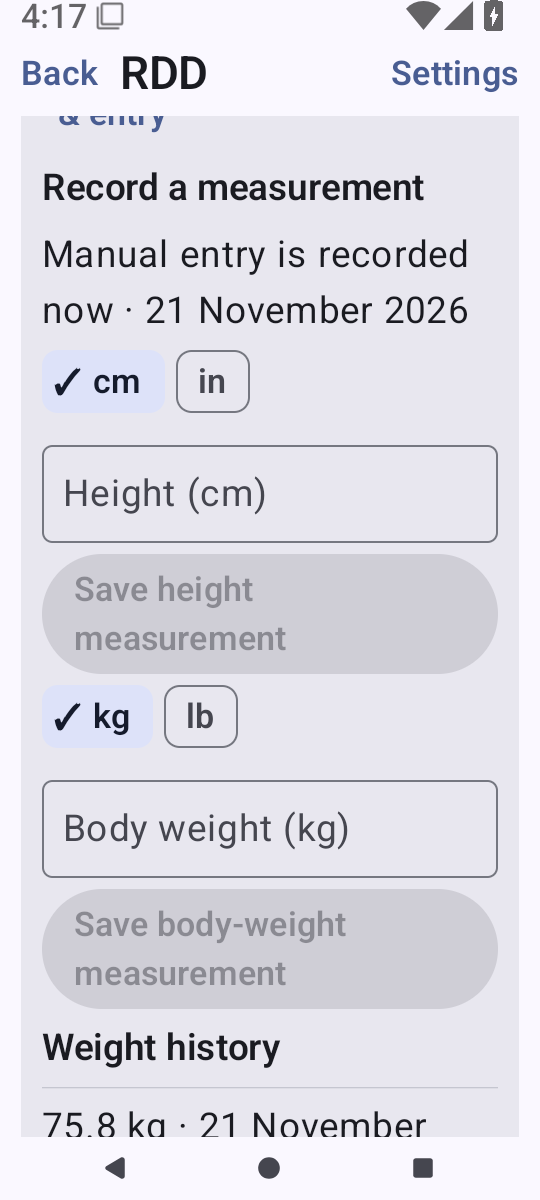 4:17
Back RDD Settings
& entry
Record a measurement
Manual entry is recorded
now · 21 November 2026
✓ cm in
Height (cm)
Save height
measurement
✓ kg lb
Body weight (kg)
Save body-weight
measurement
Weight history
75.8 kg · 21 November